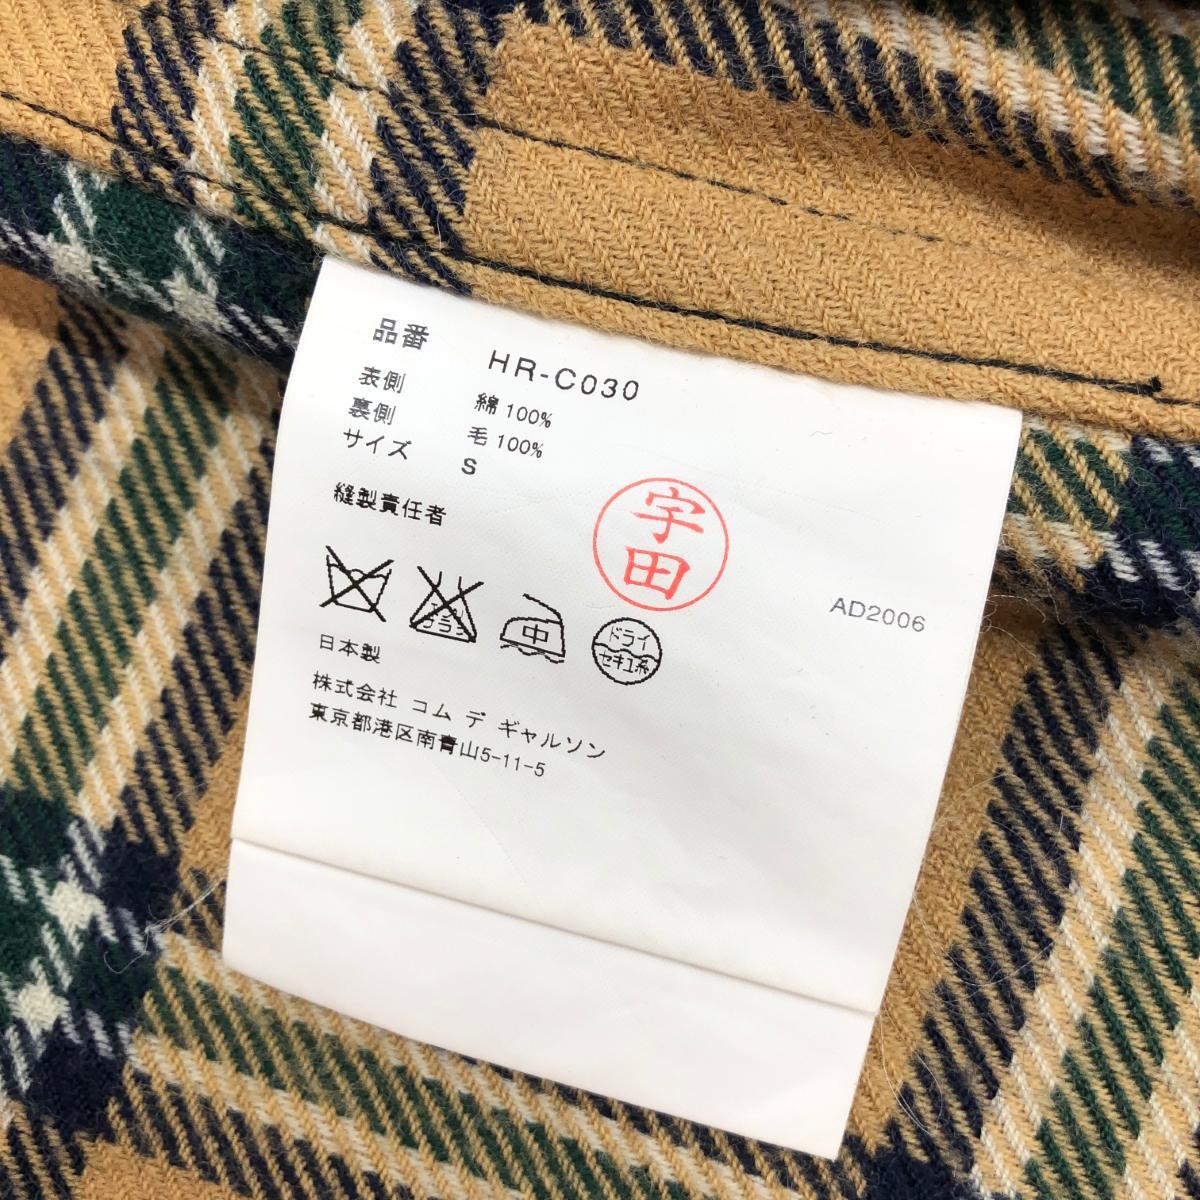 品番 HR-C030
表側 綿 100%
裏側 毛 100%
サイズ S
縫製責任者
宇田
AD2006
中
ドライ
セキユ系
日本製
株式会社 コム デ ギャルソン
東京都港区南青山5-11-5